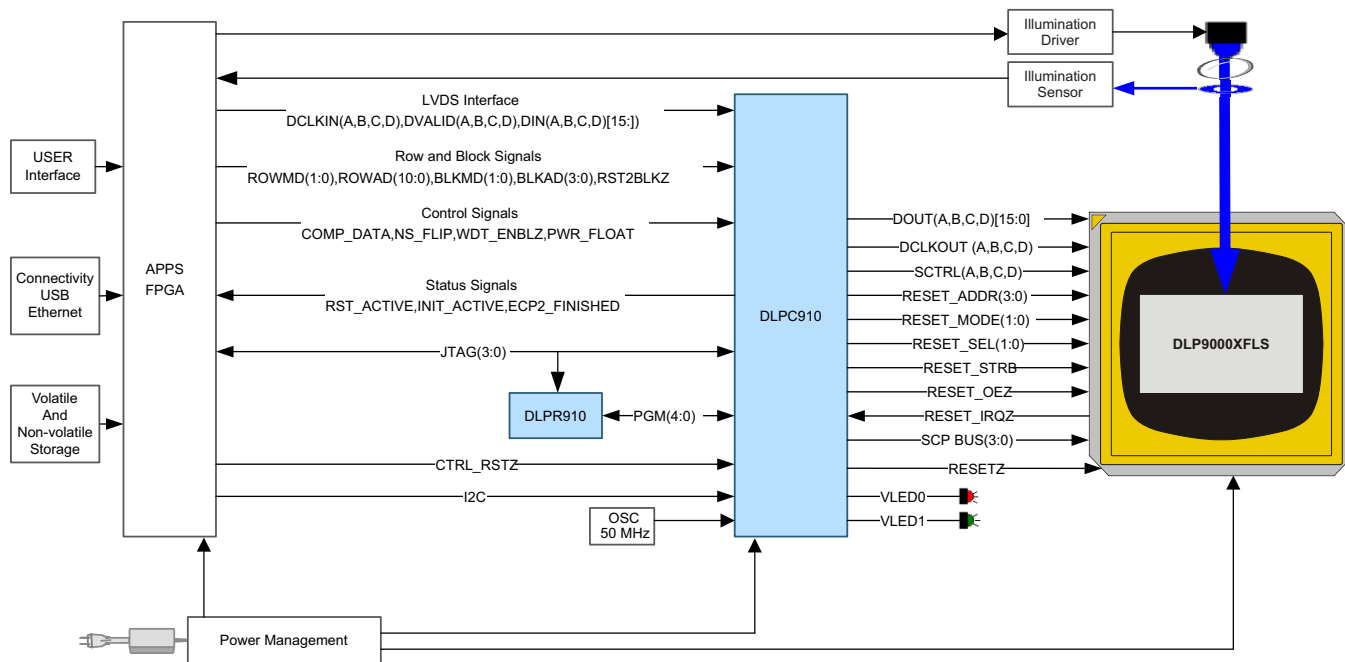 Illumination
Driver
Illumination
Sensor
LVDS Interface
DCLKIN(A,B,C,D),DVALID(A,B,C,D),DIN(A,B,C,D)[15:])
USER
Interface
Row and Block Signals
ROWMD(1:0),ROWAD(10:0),BLKMD(1:0),BLKAD(3:0),RST2BLKZ
Control Signals
COMP_DATA,NS_FLIP,WDT_ENBLZ,PWR_FLOAT
Connectivity
USB
Ethernet
APPS
FPGA
Status Signals
RST_ACTIVE,INIT_ACTIVE,ECP2_FINISHED
DLPC910
JTAG(3:0)
DLPR910
PGM(4:0)
Volatile
And
Non-volatile
Storage
CTRL_RSTZ
I2C
OSC
50 MHz
DOUT(A,B,C,D)[15:0]
DCLKOUT (A,B,C,D)
SCTRL(A,B,C,D)
RESET_ADDR(3:0)
RESET_MODE(1:0)
RESET_SEL(1:0)
RESET_STRB
RESET_OEZ
RESET_IRQZ
SCP BUS(3:0)
RESETZ
VLED0
VLED1
DLP9000XFLS
Power Management